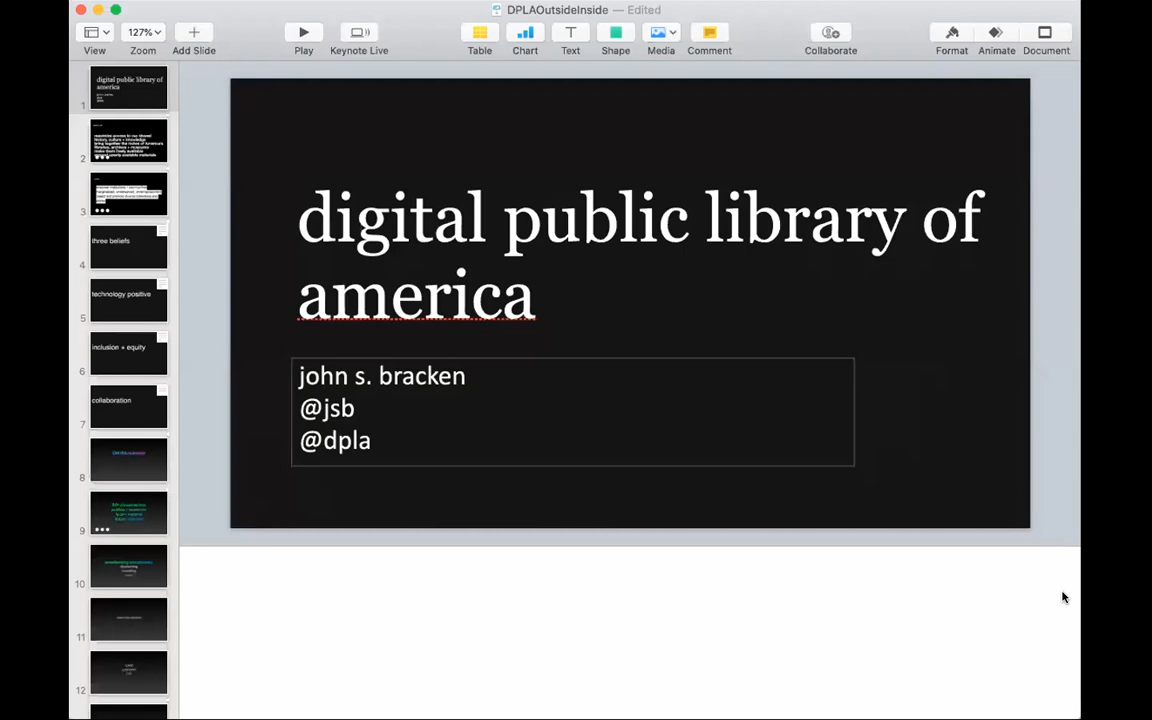 DPLAOutsideInside — Edited
127%
View
Zoom
Add Slide
Play
Keynote Live
Table
Chart
Text
Shape
Media
Comment
Collaborate
Format
Animate
Document
digital public library of
america
1
2
3
three beliefs
4
technology positive
5
inclusion + equity
6
collaboration
7
8
9
10
11
12
digital public library of
america
john s. bracken
@jsb
@dpla